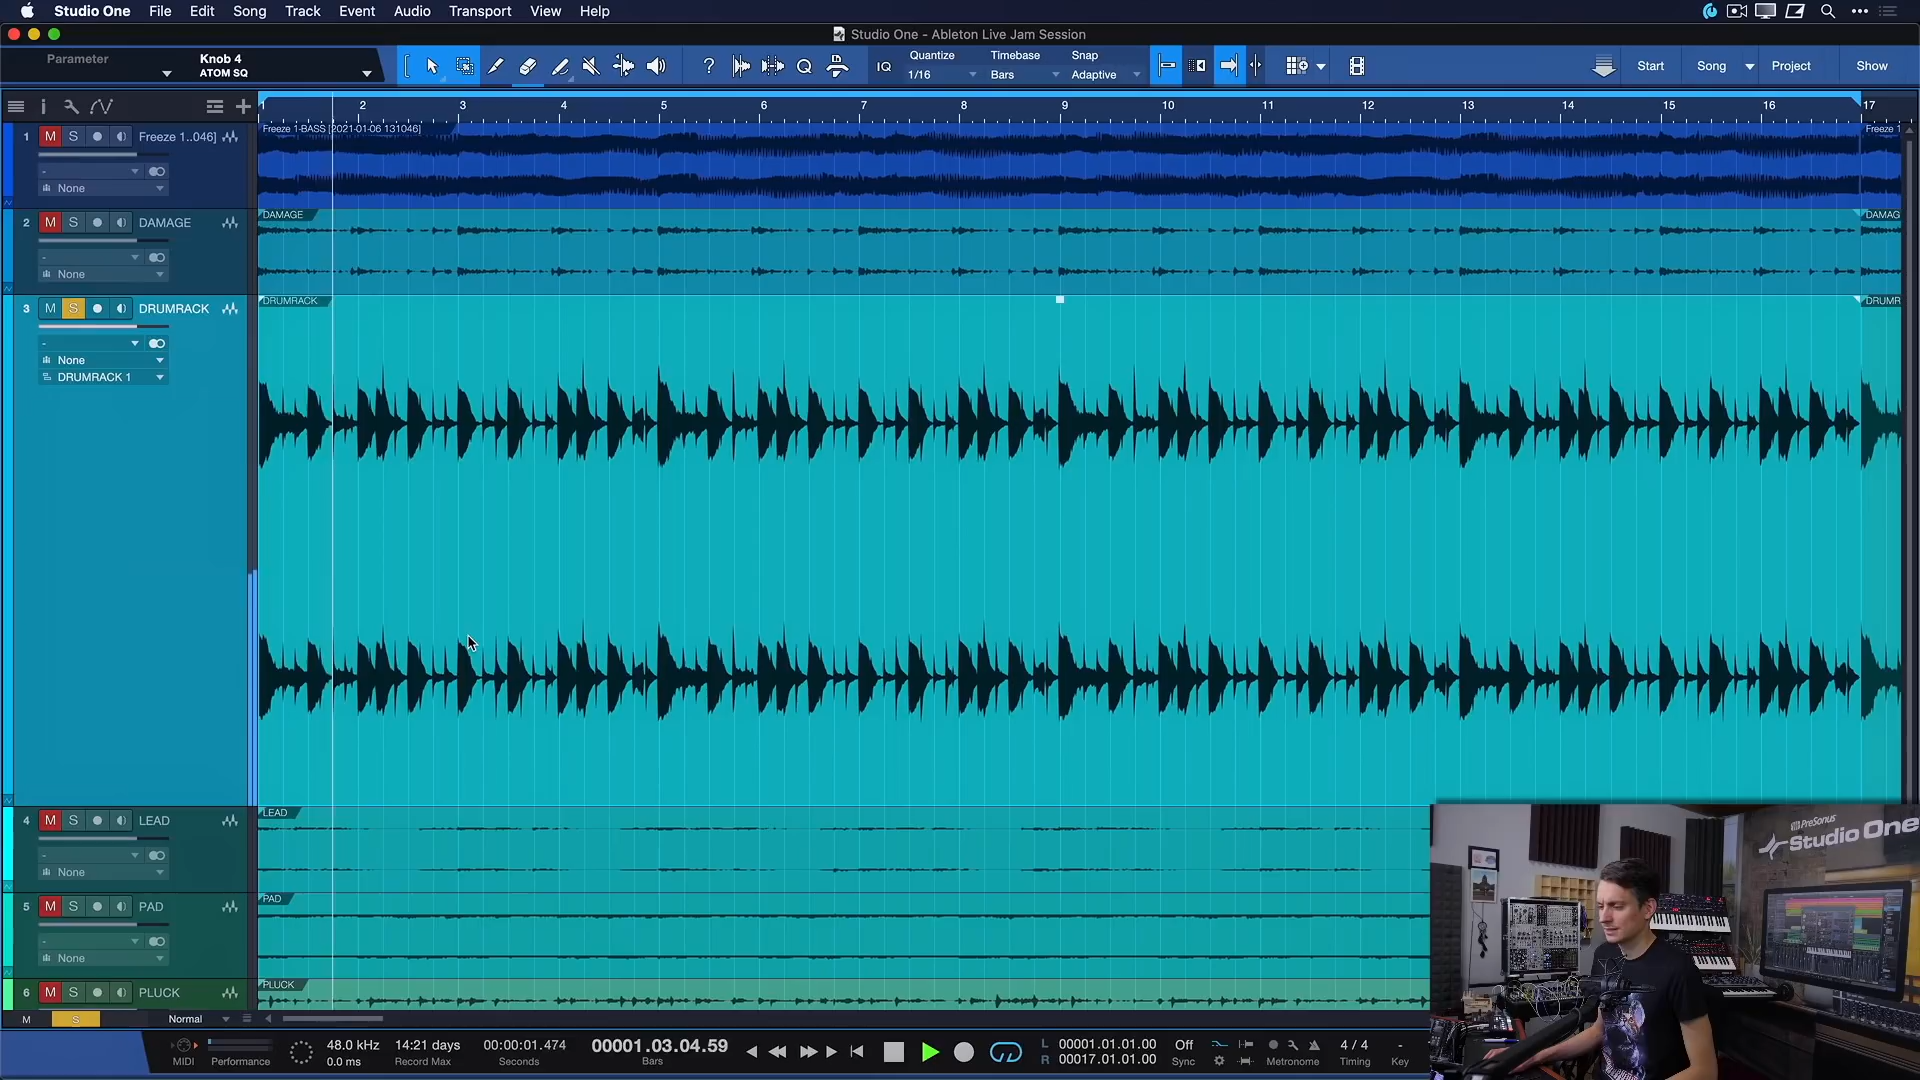 Studio One File Edit Song Track Event Audio Transport View Help
Studio One - Ableton Live Jam Session
Parameter
Knob 4
ATOM SQ
?
IQ
Quantize
1/16
Timebase
Bars
Snap
Adaptive
Start Song Project Show
1 2 3 4 5 6 7 8 9 10 11 12 13 14 15 16 17
1 M S Freeze 1..046]
-
None
Freeze 1-BASS [2021-01-06 131046]
Freeze 1
2 M S DAMAGE
-
None
DAMAGE
DAMAG
3 M S DRUMRACK
-
None
DRUMRACK 1
DRUMRACK
DRUMR
4 M S LEAD
-
None
LEAD
5 M S PAD
-
None
PAD
6 M S PLUCK
PLUCK
M S Normal
MIDI
Performance
48.0 kHz
0.0 ms
14:21 days
Record Max
00:00:01.474
Seconds
00001.03.04.59
Bars
L 00001.01.01.00
R 00017.01.01.00
Off
Sync
Metronome
4 / 4
Timing
-
Key
PreSonus
Studio One